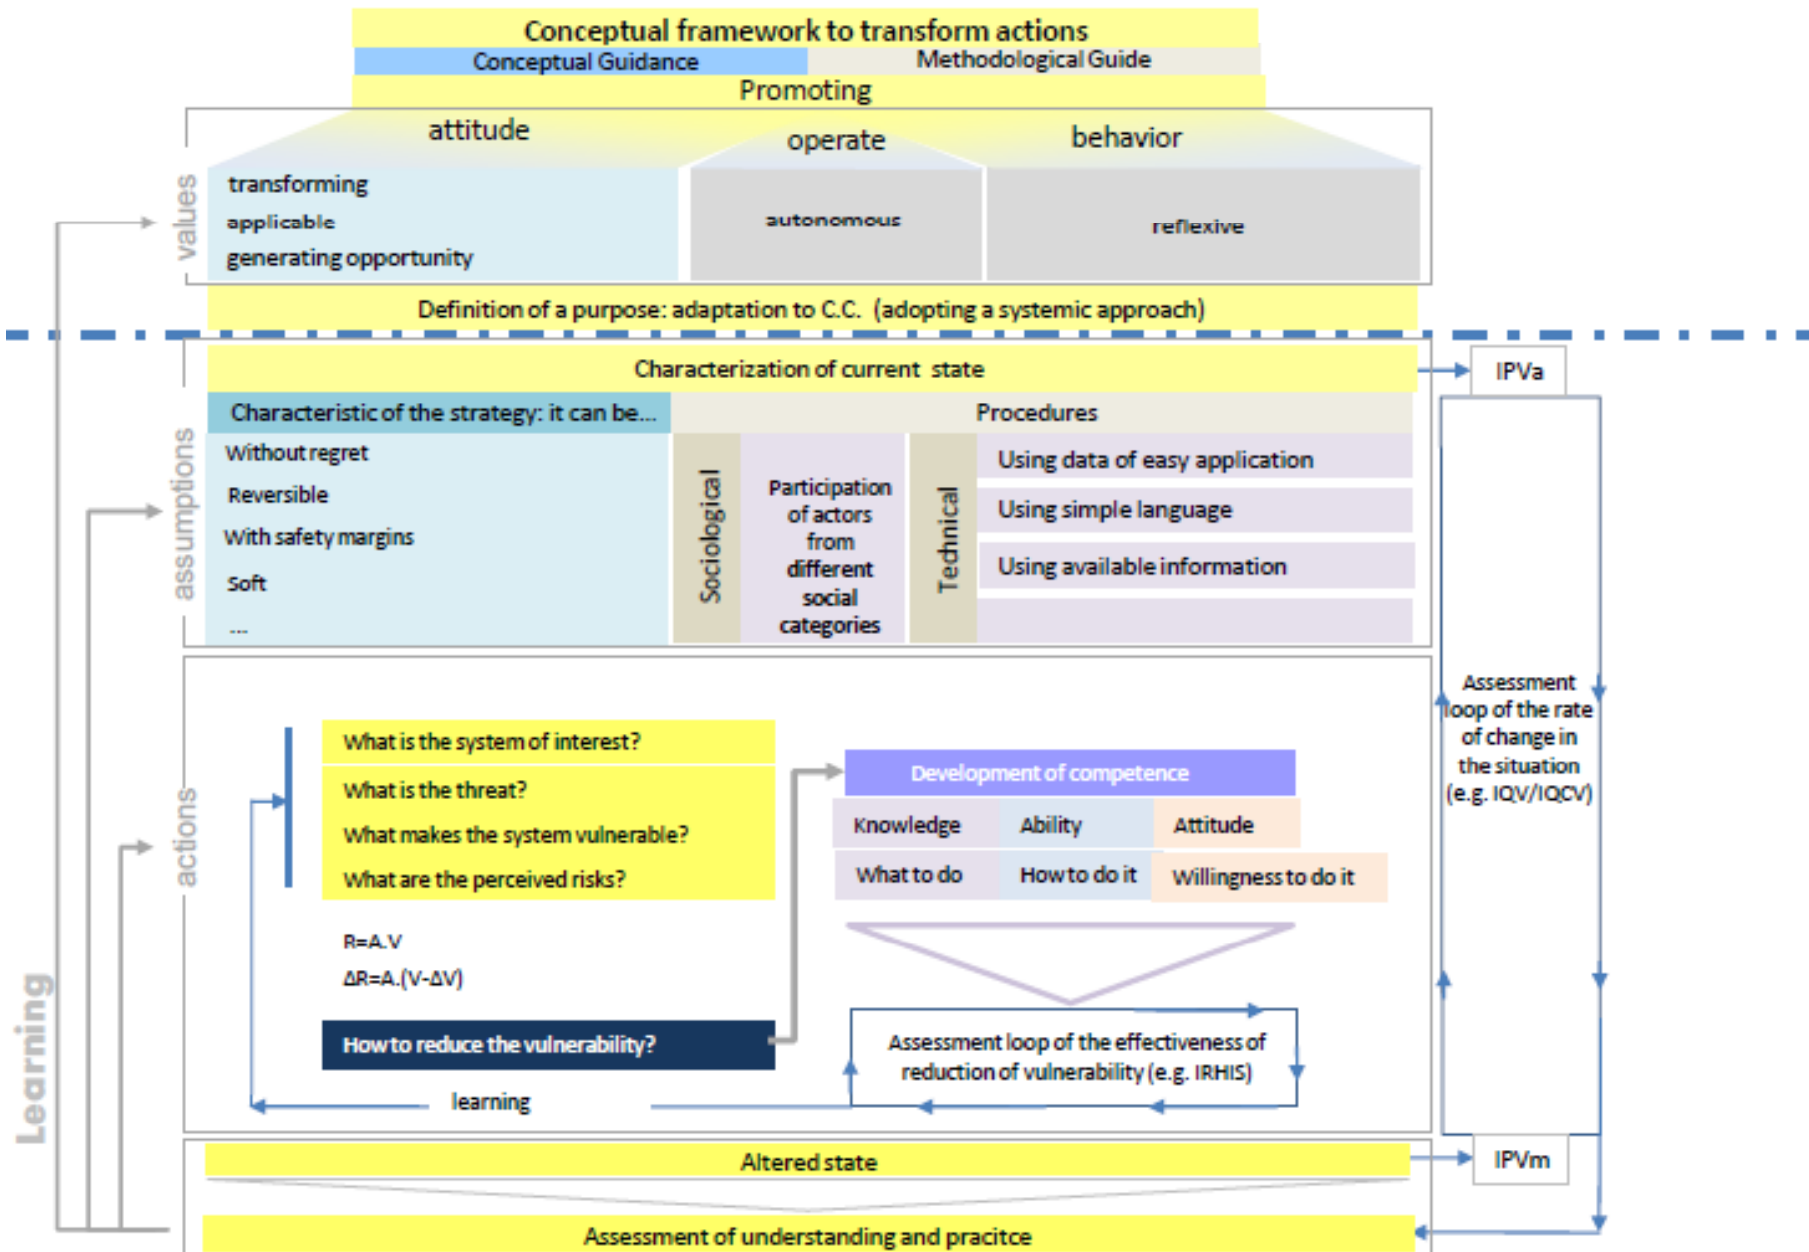 Conceptual framework to transform actions
Conceptual Guidance
Methodological Guide
Promoting
attitude
operate
behavior
values
transforming
applicable
generating opportunity
autonomous
reflexive
Definition of a purpose: adaptation to C.C. (adopting a systemic approach)
Characterization of current state
IPVa
assumptions
Characteristic of the strategy: it can be...
Procedures
Without regret
Reversible
With safety margins
Soft
...
Sociological
Participation
of actors
from
different
social
categories
Technical
Using data of easy application
Using simple language
Using available information
Assessment
loop of the rate
of change in
the situation
(e.g. IQV/IQCV)
actions
What is the system of interest?
What is the threat?
What makes the system vulnerable?
What are the perceived risks?
R=A.V
ΔR=A.(V-ΔV)
How to reduce the vulnerability?
learning
Development of competence
Knowledge
Ability
Attitude
What to do
How to do it
Willingness to do it
Assessment loop of the effectiveness of
reduction of vulnerability (e.g. IRHIS)
Learning
Altered state
IPVm
Assessment of understanding and pracitce